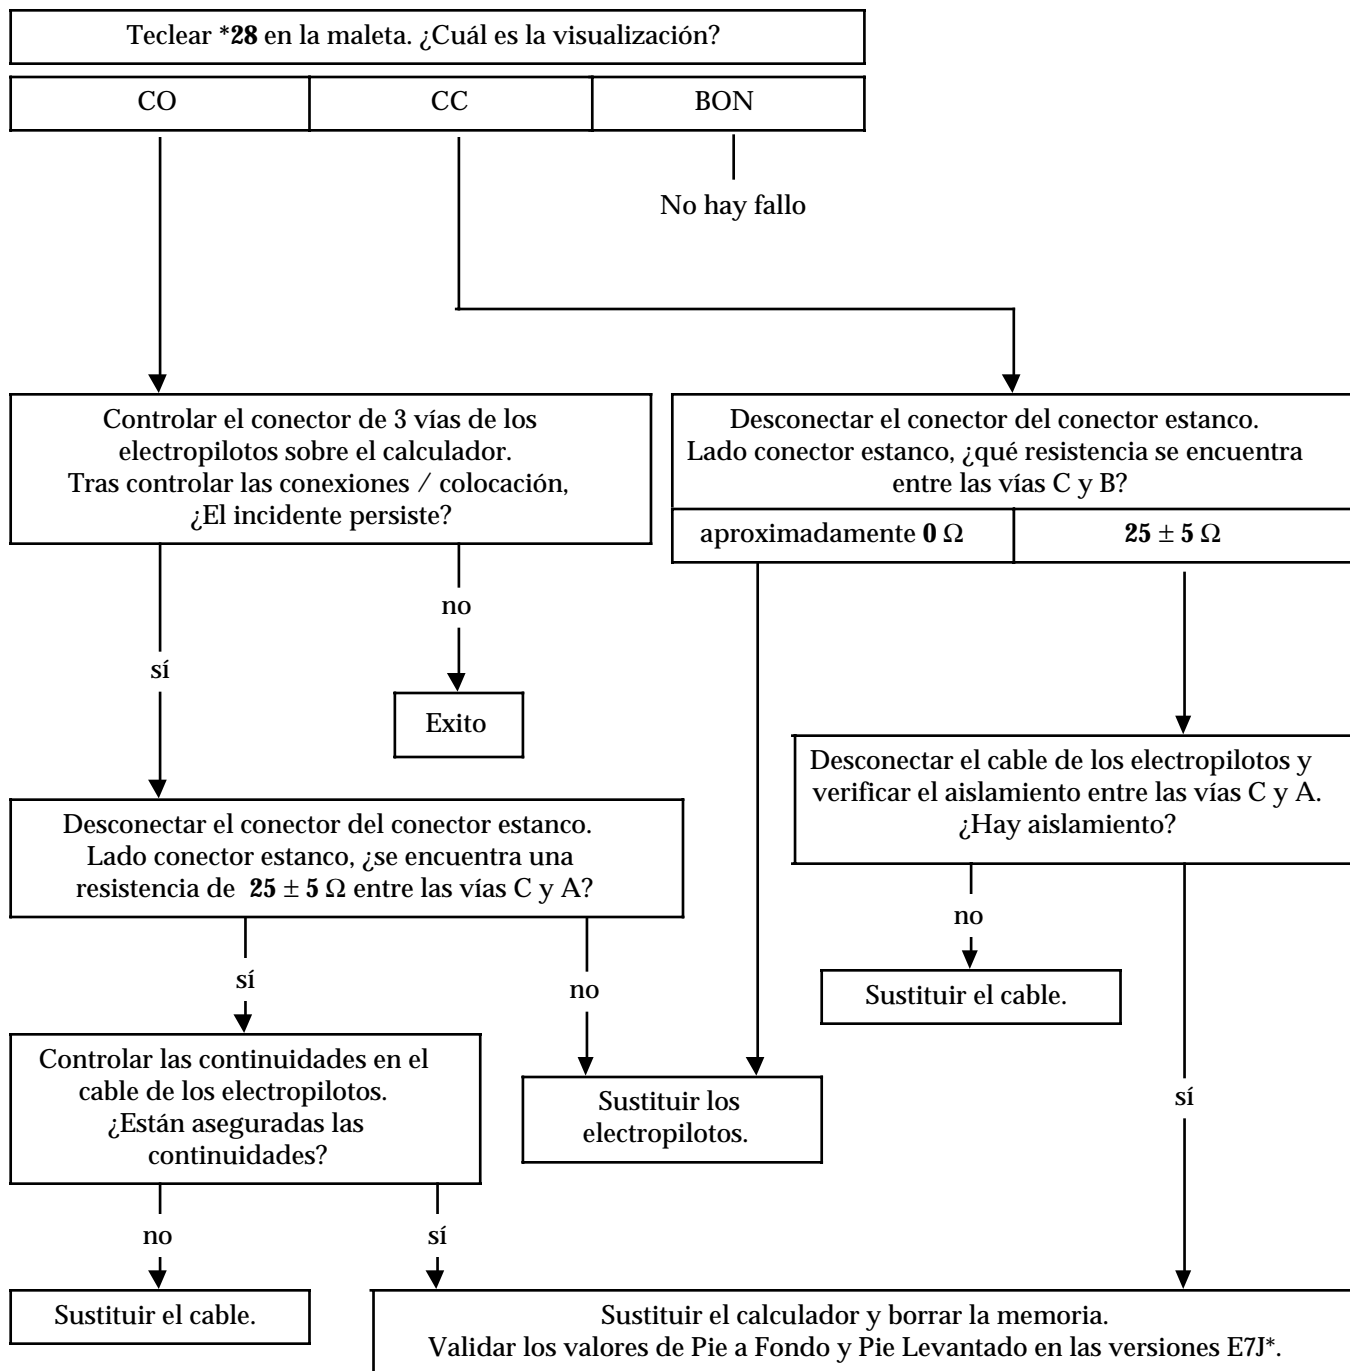 Teclear *28 en la maleta. ¿Cuál es la visualización?
CO
CC
BON
No hay fallo
Controlar el conector de 3 vías de los
electropilotos sobre el calculador.
Tras controlar las conexiones / colocación,
¿El incidente persiste?
Desconectar el conector del conector estanco.
Lado conector estanco, ¿qué resistencia se encuentra
entre las vías C y B?
aproximadamente 0 Ω
25 ± 5 Ω
no
sí
Exito
Desconectar el cable de los electropilotos y
verificar el aislamiento entre las vías C y A.
¿Hay aislamiento?
Desconectar el conector del conector estanco.
Lado conector estanco, ¿se encuentra una
resistencia de 25 ± 5 Ω entre las vías C y A?
no
sí
no
Sustituir el cable.
Controlar las continuidades en el
cable de los electropilotos.
¿Están aseguradas las
continuidades?
Sustituir los
electropilotos.
sí
no
sí
Sustituir el cable.
Sustituir el calculador y borrar la memoria.
Validar los valores de Pie a Fondo y Pie Levantado en las versiones E7J*.